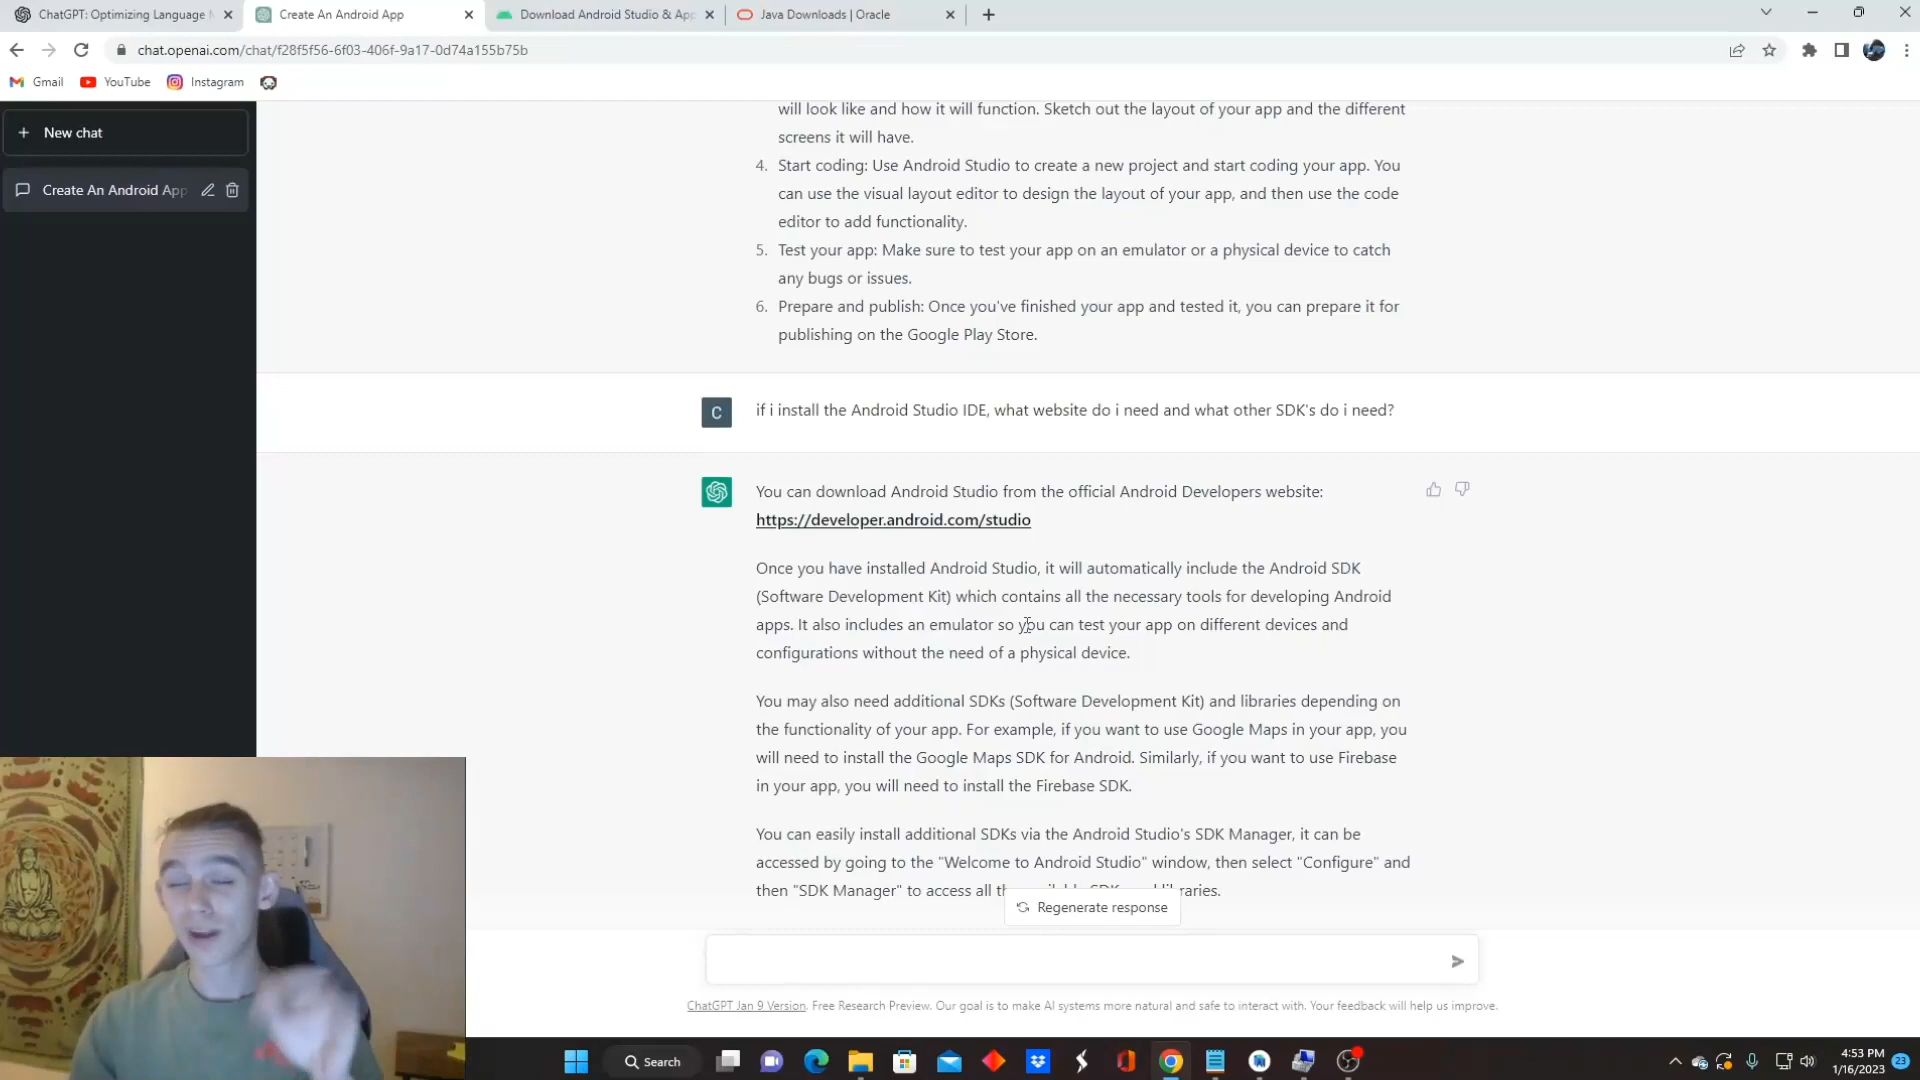 ChatGPT: Optimizing Language
Create An Android App
Download Android Studio & App
Java Downloads | Oracle
chat.openai.com/chat/f28f5f56-6f03-406f-9a17-0d74a155b75b
Gmail
YouTube
Instagram
+ New chat
Create An Android App
will look like and how it will function. Sketch out the layout of your app and the different
screens it will have.
4. Start coding: Use Android Studio to create a new project and start coding your app. You
can use the visual layout editor to design the layout of your app, and then use the code
editor to add functionality.
5. Test your app: Make sure to test your app on an emulator or a physical device to catch
any bugs or issues.
6. Prepare and publish: Once you've finished your app and tested it, you can prepare it for
publishing on the Google Play Store.
C
if i install the Android Studio IDE, what website do i need and what other SDK's do i need?
You can download Android Studio from the official Android Developers website:
https://developer.android.com/studio
Once you have installed Android Studio, it will automatically include the Android SDK
(Software Development Kit) which contains all the necessary tools for developing Android
apps. It also includes an emulator so you can test your app on different devices and
configurations without the need of a physical device.
You may also need additional SDKs (Software Development Kit) and libraries depending on
the functionality of your app. For example, if you want to use Google Maps in your app, you
will need to install the Google Maps SDK for Android. Similarly, if you want to use Firebase
in your app, you will need to install the Firebase SDK.
You can easily install additional SDKs via the Android Studio's SDK Manager, it can be
accessed by going to the "Welcome to Android Studio" window, then select "Configure" and
then "SDK Manager" to access all
Regenerate response
ChatGPT Jan 9 Version. Free Research Preview. Our goal is to make AI systems more natural and safe to interact with. Your feedback will help us improve.
Search
4:53 PM
1/16/2023
23